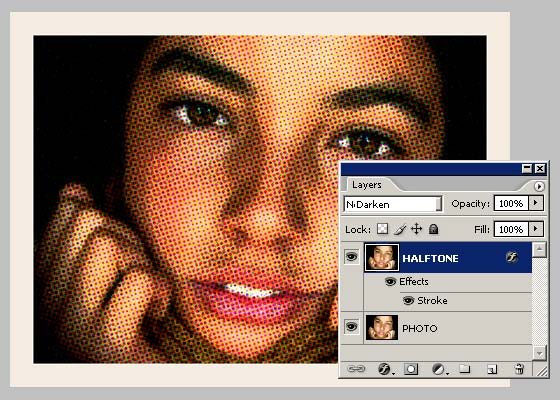 Layers
Darken
Opacity: 100%
Lock:
Fill: 100%
HALFTONE
Effects
Stroke
PHOTO